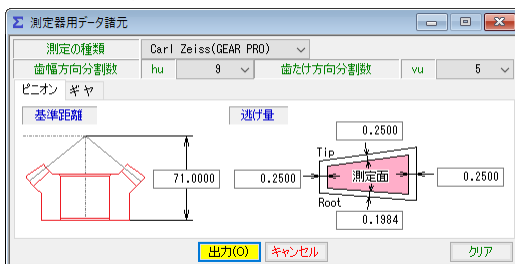 Σ 測定器用データ諸元
測定の種類 Carl Zeiss(GEAR PRO)
歯幅方向分割数 hu 9 歯たけ方向分割数 vu 5
ピニオン ギヤ
基準距離 逃げ量
0.2500
Tip
71.0000 0.2500 測定面 0.2500
Root
0.1984
出力(O) キャンセル クリア